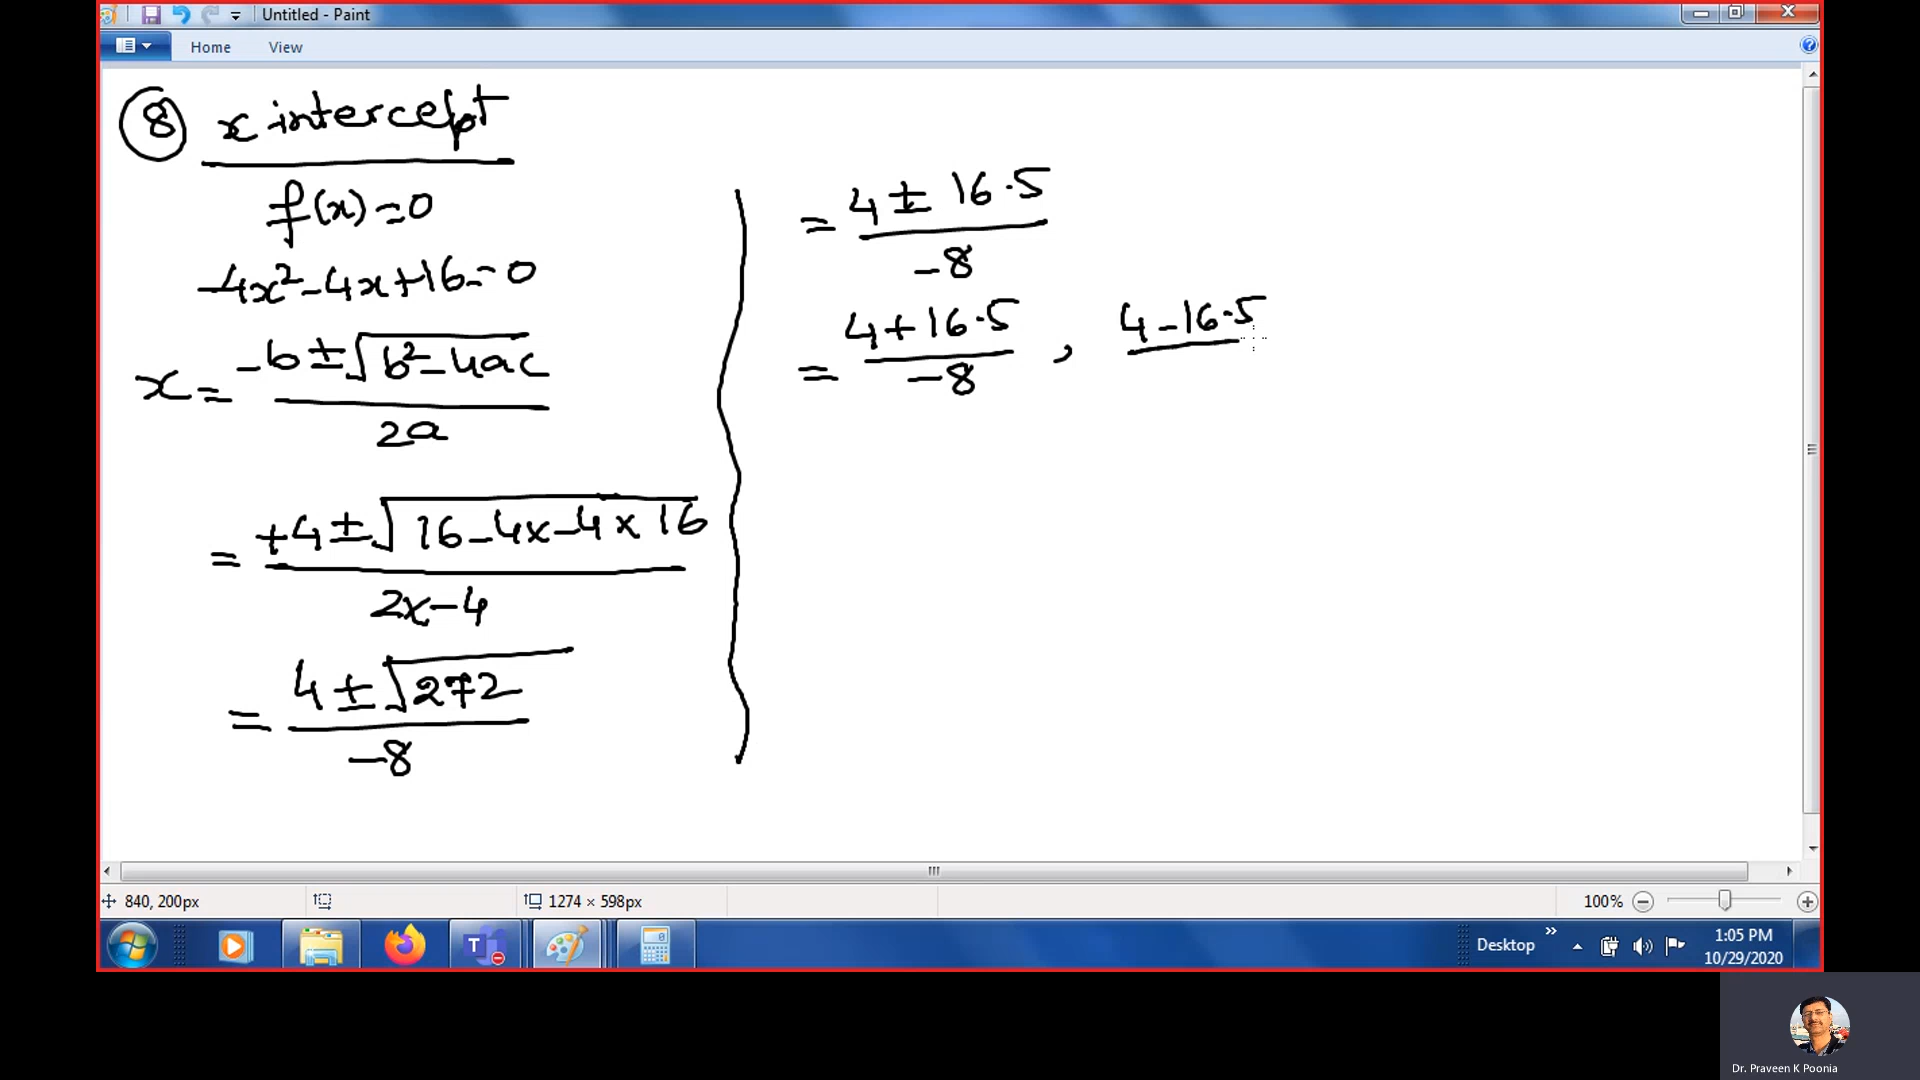 Untitled - Paint
Home View
8 x intercept
f(x)=0
-4x²-4x+16=0
x= -b±√b²-4ac
2a
= +4±√16-4x-4x16
2x-4
= 4±√272
-8
= 4±16.5
-8
= 4+16.5 , 4-16.5
-8
840, 200px
1274 × 598px
100%
Desktop
1:05 PM
10/29/2020
Dr. Praveen K Poonia